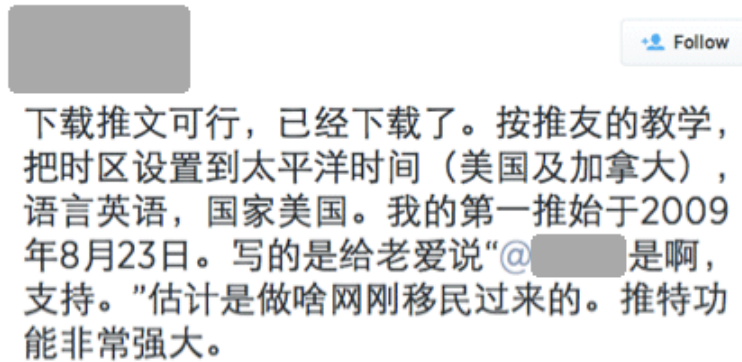 Follow
下载推文可行，已经下载了。按推友的教学，
把时区设置到太平洋时间（美国及加拿大），
语言英语，国家美国。我的第一推始于2009
年8月23日。写的是给老爱说“@是啊，
支持。”估计是做啥网刚移民过来的。推特功
能非常强大。